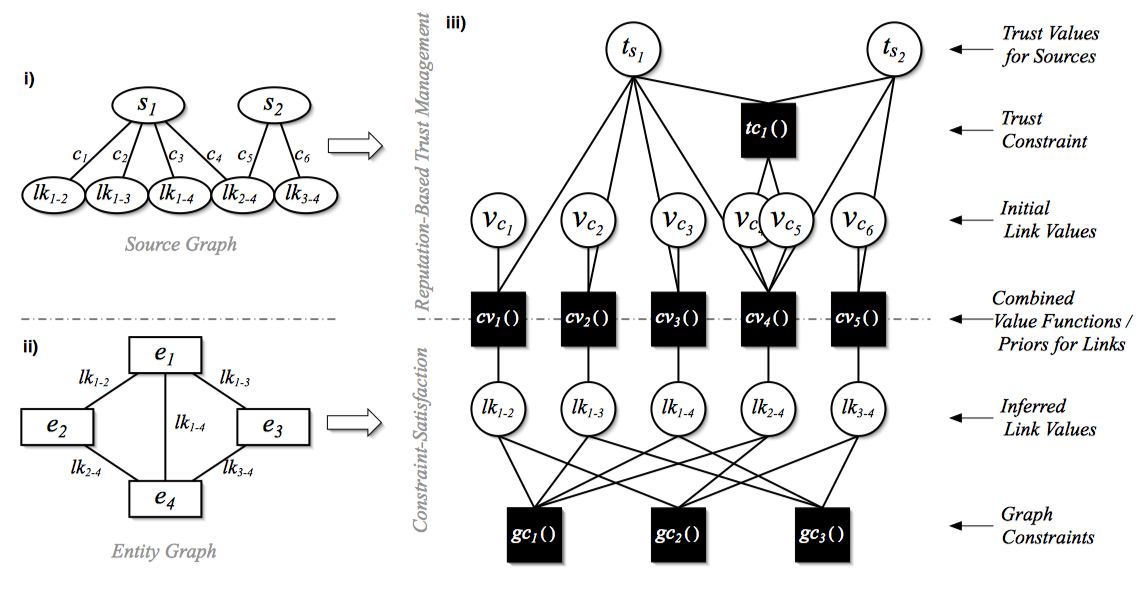 i)
s1
s2
c1
c2
c3
c4
c5
c6
lk1-2
lk1-3
lk1-4
lk2-4
lk3-4
Source Graph
ii)
e1
lk1-2
lk1-3
e2
lk1-4
e3
lk2-4
lk3-4
e4
Entity Graph
Reputation-Based Trust Management
Constraint-Satisfaction
iii)
ts1
ts2
Trust Values
for Sources
tc1()
Trust
Constraint
vc1
vc2
vc3
vc4
vc5
vc6
Initial
Link Values
cv1()
cv2()
cv3()
cv4()
cv5()
Combined
Value Functions /
Priors for Links
lk1-2
lk1-3
lk1-4
lk2-4
lk3-4
Inferred
Link Values
gc1()
gc2()
gc3()
Graph
Constraints